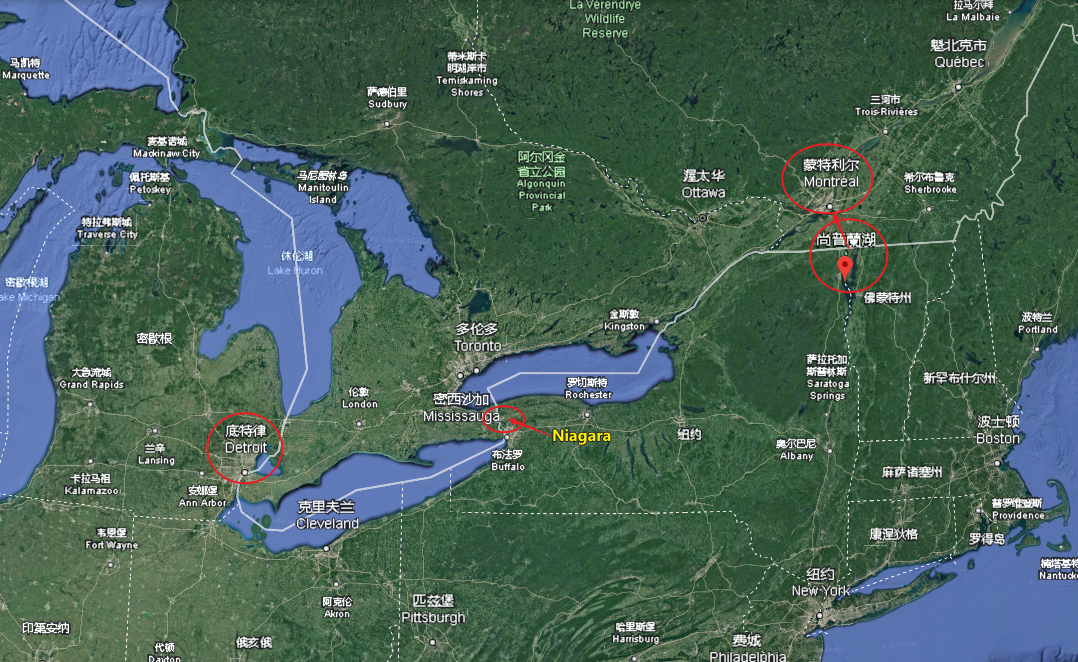 La Vérendrye
Wildlife
Reserve
拉马尔拜
La Malbaie
马凯特
Marquette
蒂米斯卡
明湖岸市
Temiskaming
Shores
魁北克市
Québec
萨德伯里
Sudbury
三河市
Trois-Rivières
麦基诺城
Mackinaw City
阿尔冈金
省立公园
Algonquin
Provincial
Park
蒙特利尔
Montréal
佩托斯基
Petoskey
马尼图林岛
Manitoulin
Island
渥太华
Ottawa
希尔布鲁克
Sherbrooke
特拉弗斯城
Traverse City
尚普蘭湖
休伦湖
Lake Huron
密歇根湖
ake Michigan
佛蒙特州
金斯敦
Kingston
波特兰
Portland
多伦多
Toronto
密歇根
萨拉托加
斯普林斯
Saratoga
Springs
大急流城
Grand Rapids
罗切斯特
Rochester
新罕布什尔州
伦敦
London
密西沙加
Mississauga
底特律
Detroit
Niagara
纽约
波士顿
Boston
兰辛
Lansing
布法罗
Buffalo
奥尔巴尼
Albany
卡拉马祖
Kalamazoo
麻萨诸塞州
安娜堡
Ann Arbor
克里夫兰
Cleveland
普罗维登斯
Providence
韦恩堡
Fort Wayne
康涅狄格
罗得岛
楠塔基特
Nantucke
纽约
New York
阿克伦
Akron
匹兹堡
Pittsburgh
印第安纳
哈里斯堡
Harrisburg
代顿
Dayton
俄亥俄
费城
Philadelphia